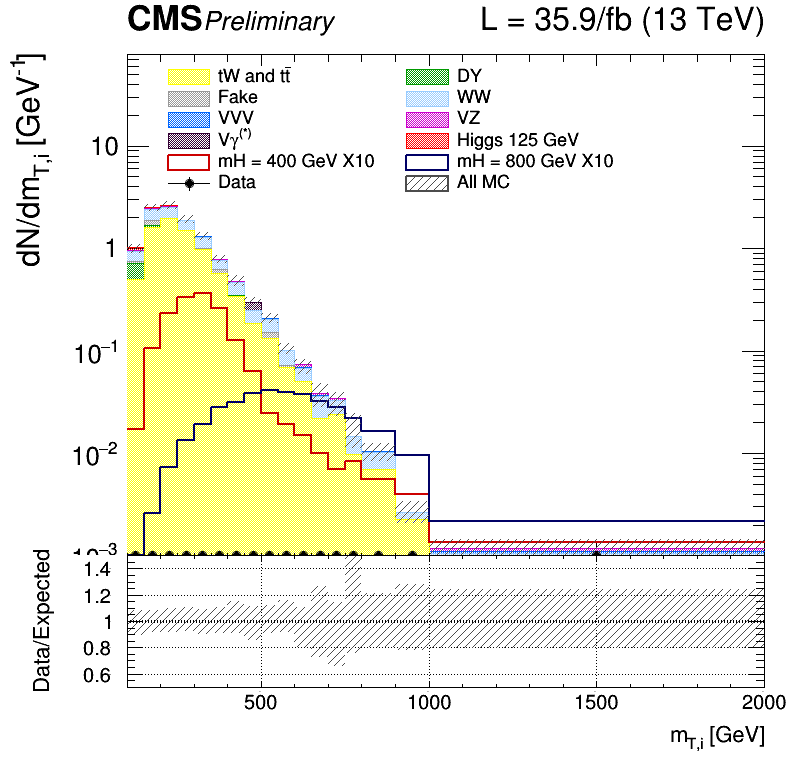 CMS Preliminary L = 35.9/fb (13 TeV)
dN/dm_{T,i} [GeV^{-1}]
tW and tt̄ DY
Fake WW
VVV VZ
Vγ^{(*)} Higgs 125 GeV
mH = 400 GeV X10 mH = 800 GeV X10
Data All MC
10
1
10^{−1}
10^{−2}
10^{−3}
Data/Expected
1.4
1.2
1
0.8
0.6
500 1000 1500 2000
m_{T,i} [GeV]